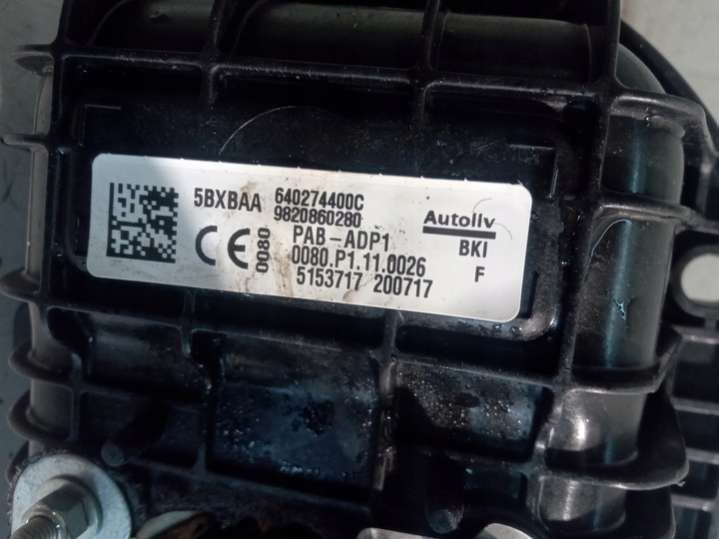 5BXBAA 640274400C
9820860280
CE 0080 PAB-ADP1
0080.P1.11.0026
5153717 200717
Autoliv
BKI
F